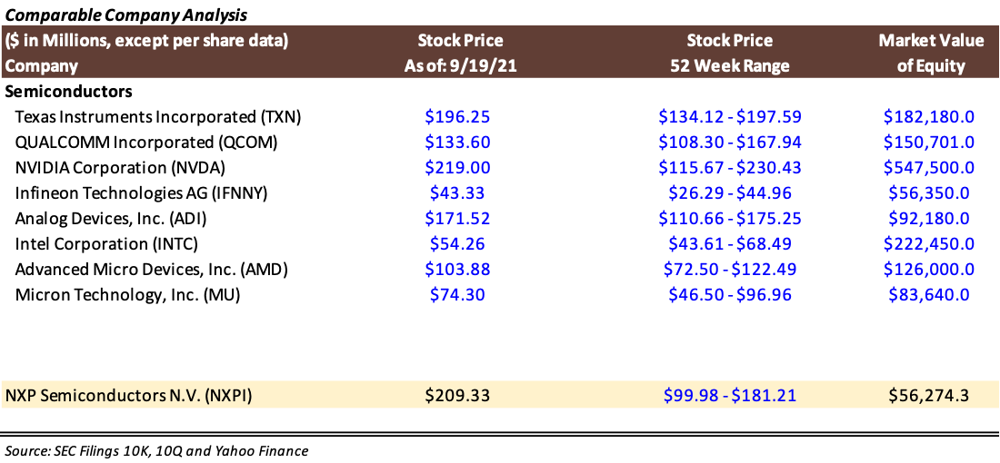 Comparable Company Analysis
($ in Millions, except per share data) Stock Price Stock Price Market Value
Company As of: 9/19/21 52 Week Range of Equity
Semiconductors
Texas Instruments Incorporated (TXN) $196.25 $134.12 - $197.59 $182,180.0
QUALCOMM Incorporated (QCOM) $133.60 $108.30 - $167.94 $150,701.0
NVIDIA Corporation (NVDA) $219.00 $115.67 - $230.43 $547,500.0
Infineon Technologies AG (IFNNY) $43.33 $26.29 - $44.96 $56,350.0
Analog Devices, Inc. (ADI) $171.52 $110.66 - $175.25 $92,180.0
Intel Corporation (INTC) $54.26 $43.61 - $68.49 $222,450.0
Advanced Micro Devices, Inc. (AMD) $103.88 $72.50 - $122.49 $126,000.0
Micron Technology, Inc. (MU) $74.30 $46.50 - $96.96 $83,640.0
NXP Semiconductors N.V. (NXPI) $209.33 $99.98 - $181.21 $56,274.3
Source: SEC Filings 10K, 10Q and Yahoo Finance